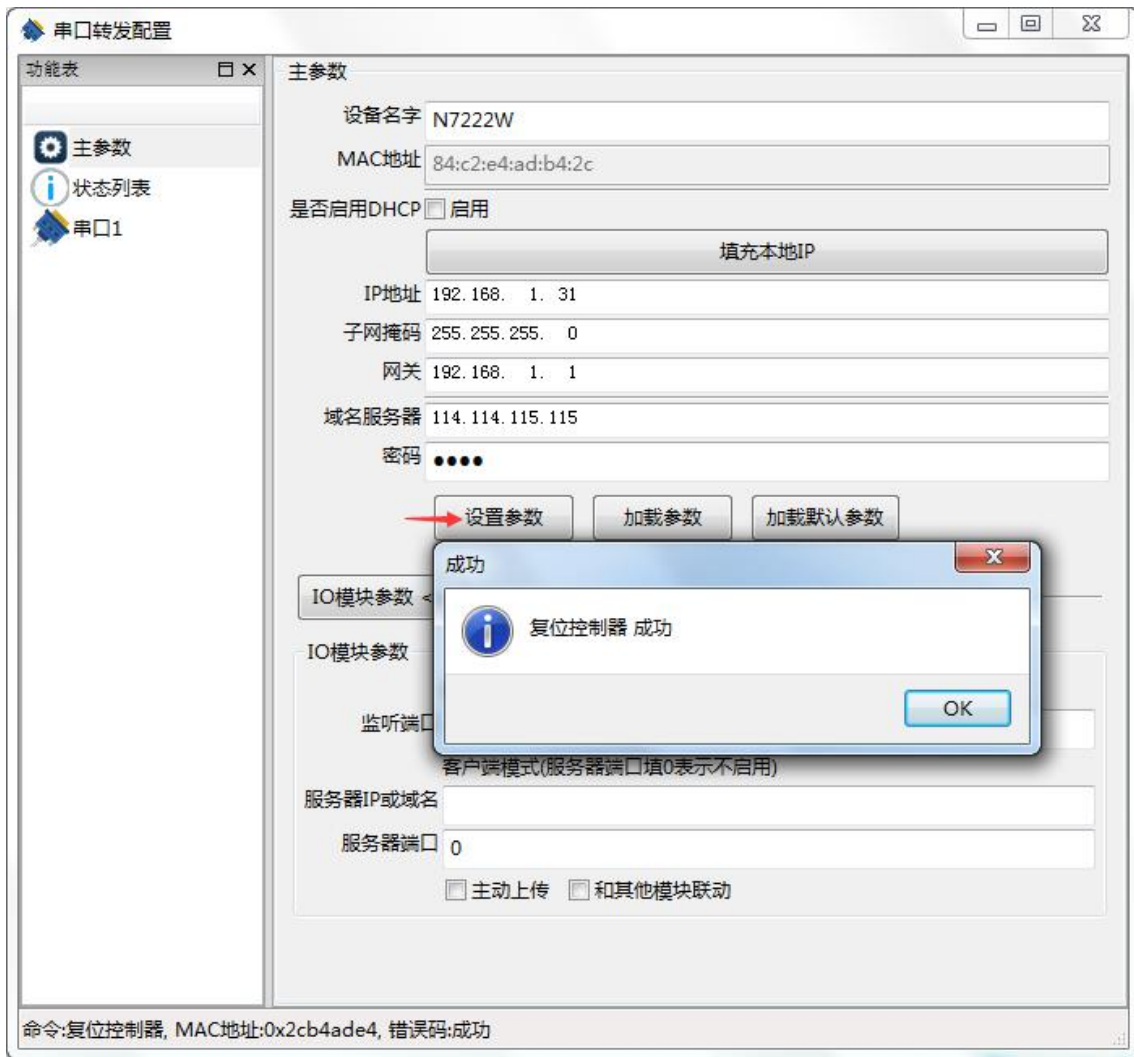 串口转发配置
功能表
主参数
状态列表
串口1
主参数
设备名字 N7222W
MAC地址 84:c2:e4:ad:b4:2c
是否启用DHCP 启用
填充本地IP
IP地址 192.168. 1. 31
子网掩码 255.255.255. 0
网关 192.168. 1. 1
域名服务器 114.114.115.115
密码 ●●●●
设置参数 加载参数 加载默认参数
成功
复位控制器 成功
OK
IO模块参数 <
IO模块参数
监听端口
客户端模式(服务器端口填0表示不启用)
服务器IP或域名
服务器端口 0
主动上传 和其他模块联动
命令:复位控制器, MAC地址:0x2cb4ade4, 错误码:成功